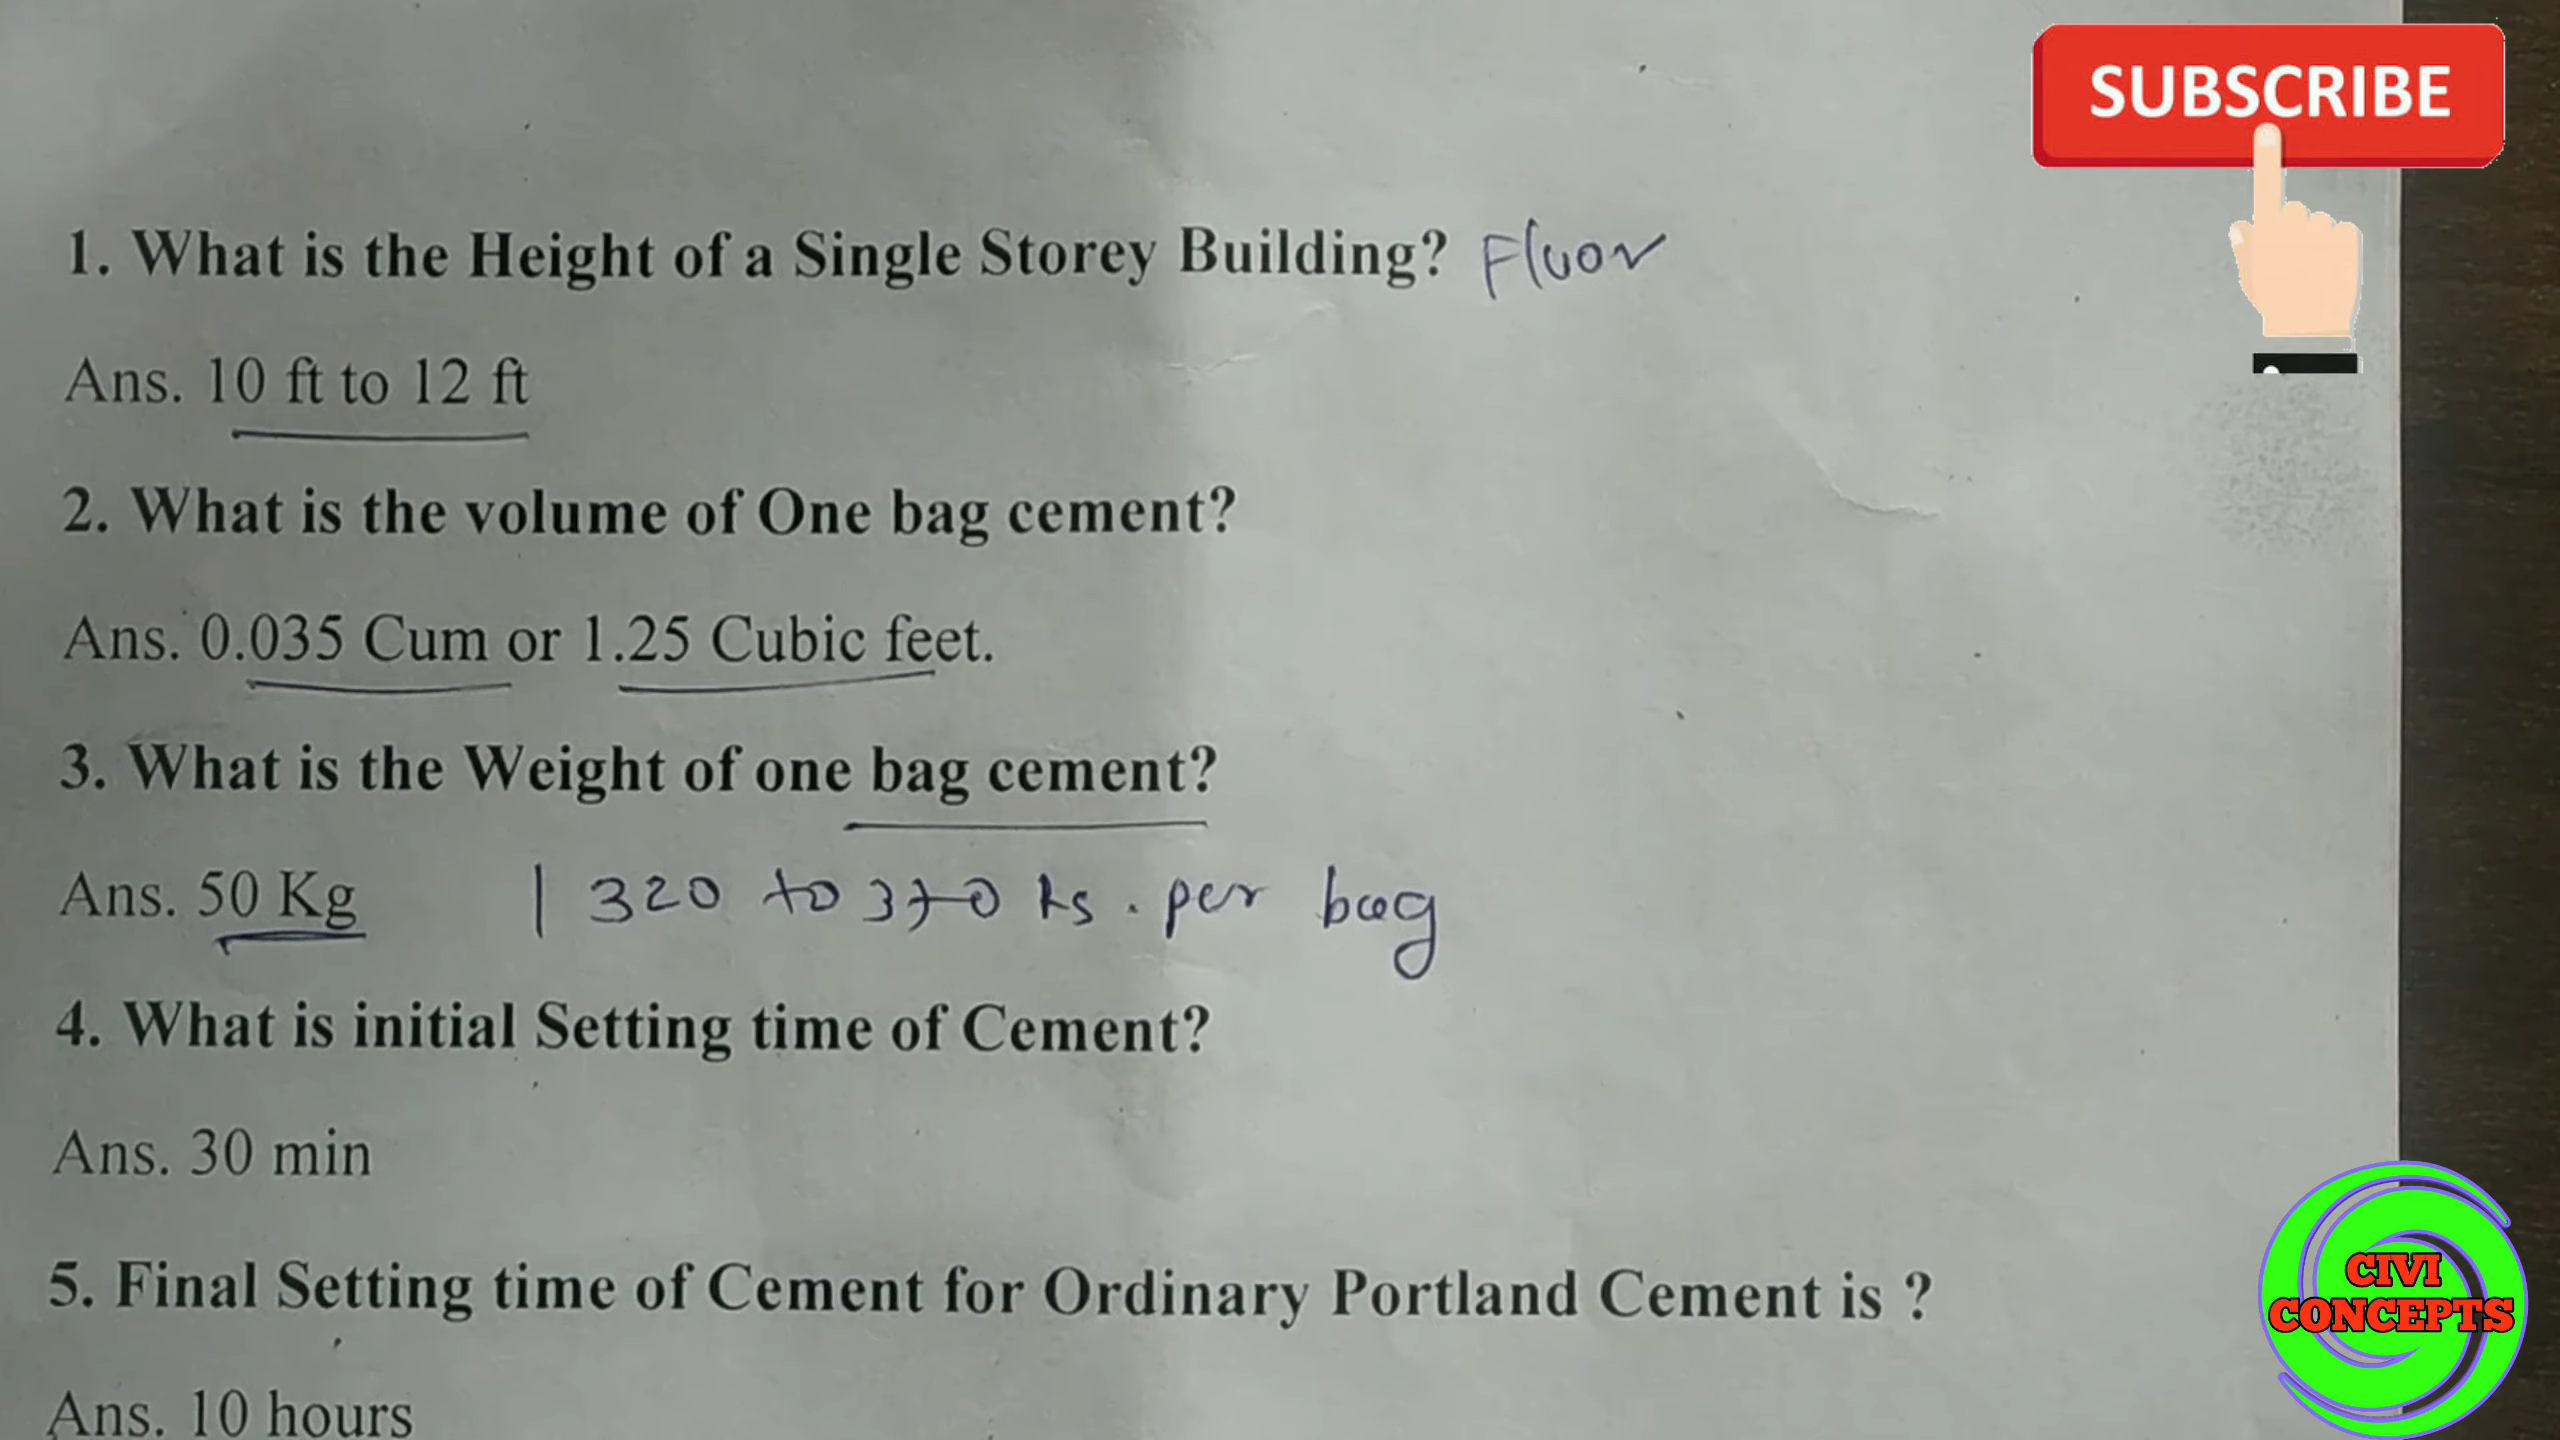 SUBSCRIBE
1. What is the Height of a Single Storey Building? Floor
Ans. 10 ft to 12 ft
2. What is the volume of One bag cement?
Ans. 0.035 Cum or 1.25 Cubic feet.
3. What is the Weight of one bag cement?
Ans. 50 Kg | 320 to 370 Rs. per bag
4. What is initial Setting time of Cement?
Ans. 30 min
5. Final Setting time of Cement for Ordinary Portland Cement is ?
Ans. 10 hours
CIVI
CONCEPTS